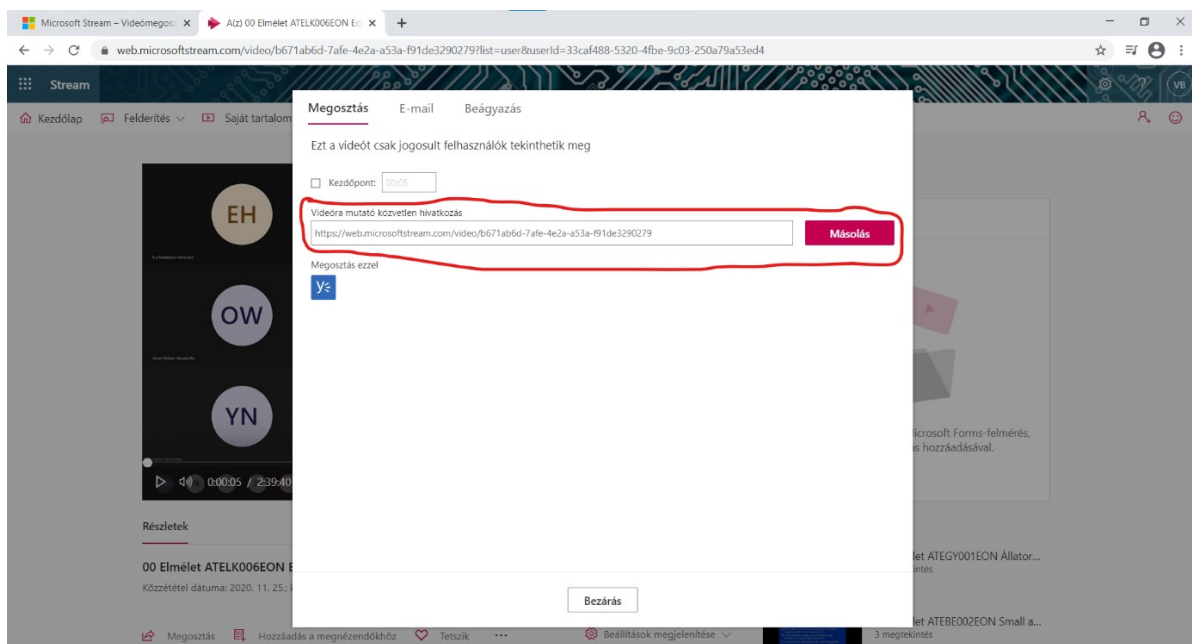 Microsoft Stream – Videómegosz
A(z) 00 Elmélet ATELK006EON Eq
web.microsoftstream.com/video/b671ab6d-7afe-4e2a-a53a-f91de3290279?list=user&userId=33caf488-5320-4fbe-9c03-250a79a53ed4
Stream
VB
Kezdőlap
Felderítés
Saját tartalom
Megosztás
E-mail
Beágyazás
Ezt a videót csak jogosult felhasználók tekinthetik meg
Kezdőpont:
00:05
Videóra mutató közvetlen hivatkozás
https://web.microsoftstream.com/video/b671ab6d-7afe-4e2a-a53a-f91de3290279
Másolás
Megosztás ezzel
EH
OW
YN
0:00:05 / 2:39:40
icrosoft Forms-felmérés,
s hozzáadásával.
Részletek
00 Elmélet ATELK006EON E
Közzététel dátuma: 2020. 11. 25.;
Bezárás
let ATEGY001EON Állator...
intés
let ATEBE002EON Small a...
3 megtekintés
Megosztás
Hozzáadás a megnézendőkhöz
Tetszik
...
Beállítások megjelenítése